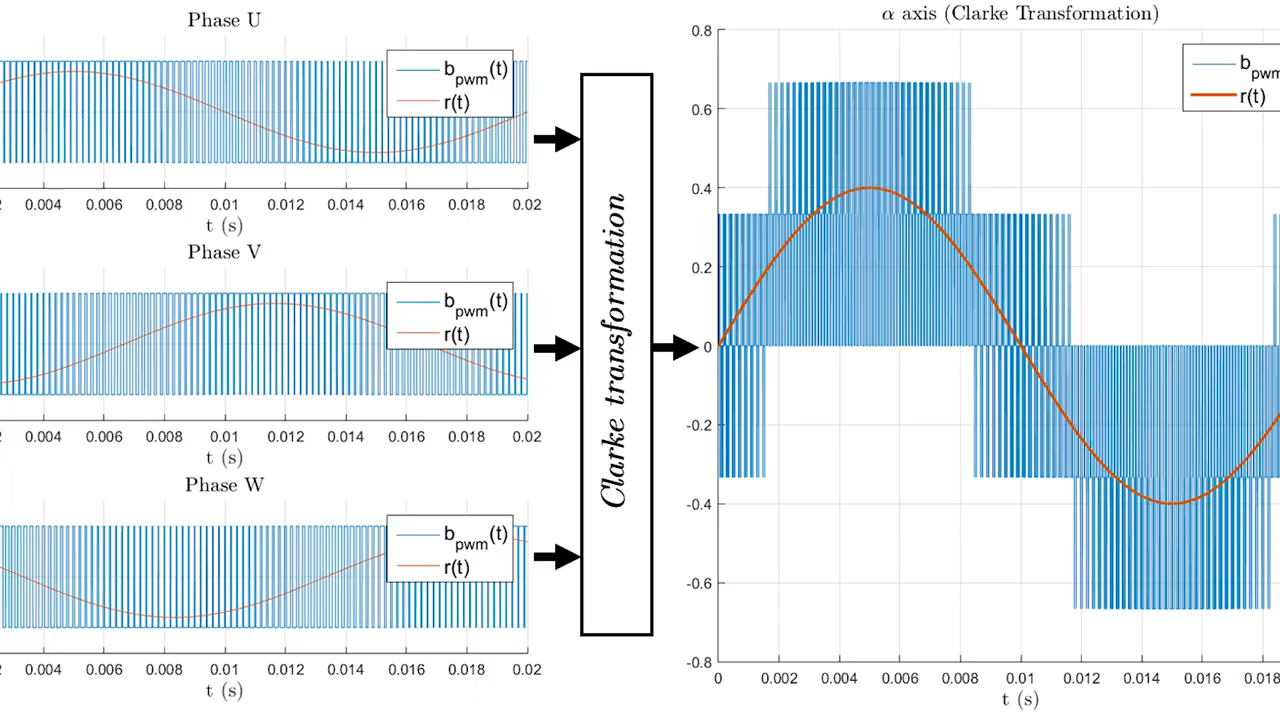 Phase U
b_pwm(t)
r(t)
0.004 0.006 0.008 0.01 0.012 0.014 0.016 0.018 0.02
t (s)
Phase V
b_pwm(t)
r(t)
0.004 0.006 0.008 0.01 0.012 0.014 0.016 0.018 0.02
t (s)
Phase W
b_pwm(t)
r(t)
0.004 0.006 0.008 0.01 0.012 0.014 0.016 0.018 0.02
t (s)
Clarke transformation
α axis (Clarke Transformation)
b_pwm
r(t)
0.8
0.6
0.4
0.2
0
-0.2
-0.4
-0.6
-0.8
0 0.002 0.004 0.006 0.008 0.01 0.012 0.014 0.016 0.018
t (s)